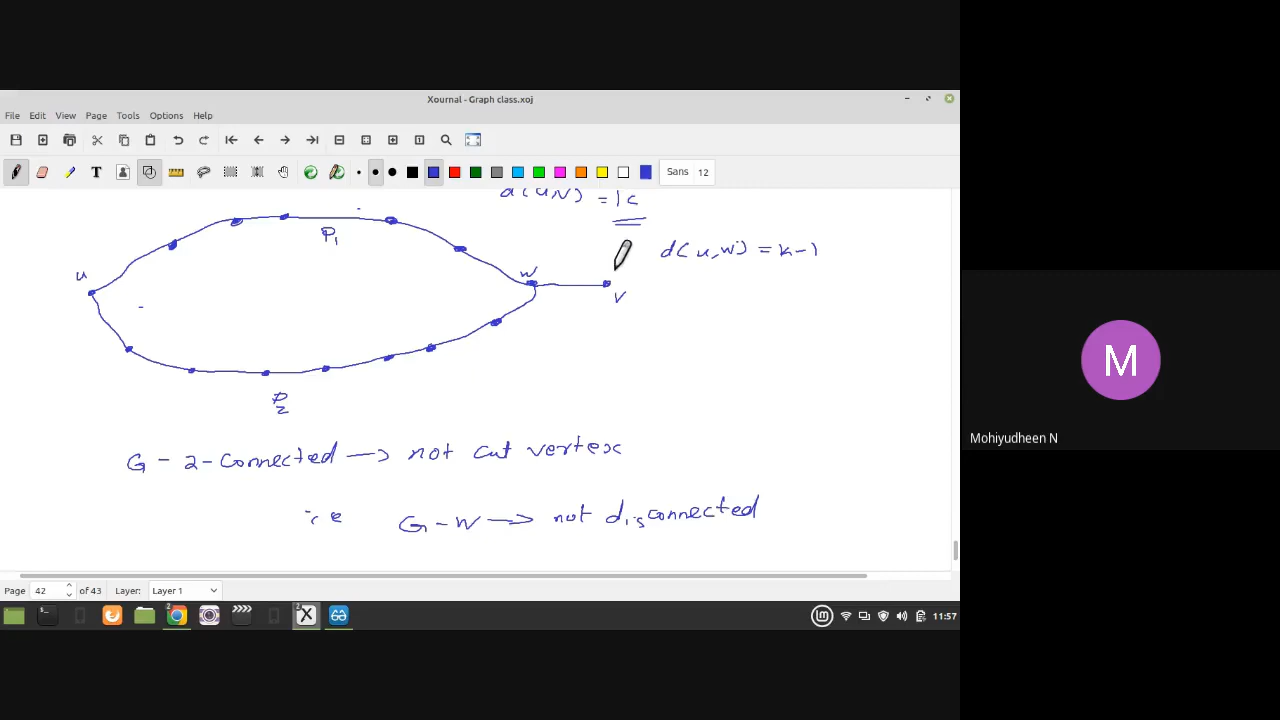 Xournal - Graph class.xoj
File Edit View Page Tools Options Help
Sans 12
d(u,v) = k
P1
d(u,w) = k-1
u
w
v
P2
G - 2-connected → not cut vertex
i.e G-w → not disconnected
Page 42 of 43 Layer: Layer 1
11:57
M
Mohiyudheen N